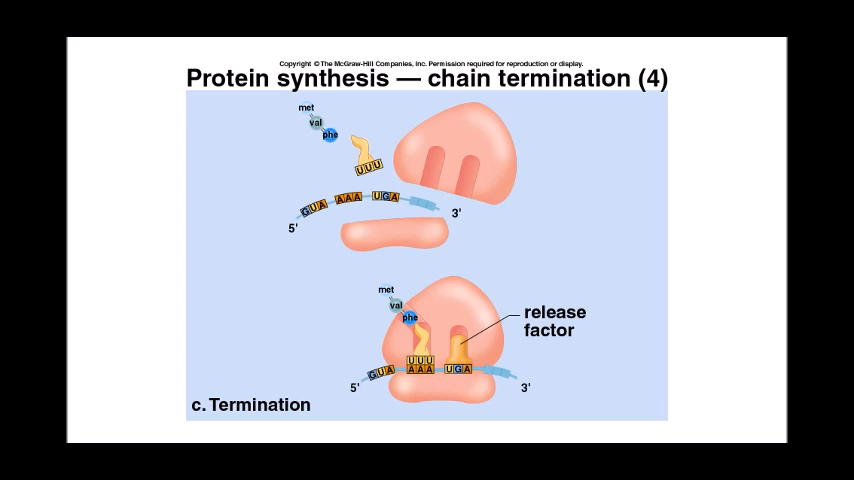 Copyright © The McGraw-Hill Companies, Inc. Permission required for reproduction or display.
Protein synthesis — chain termination (4)
met
val
phe
UUU
GUA AAA UGA
5' 3'
met
val
phe
release
factor
UUU
GUA AAA UGA
5' 3'
c. Termination